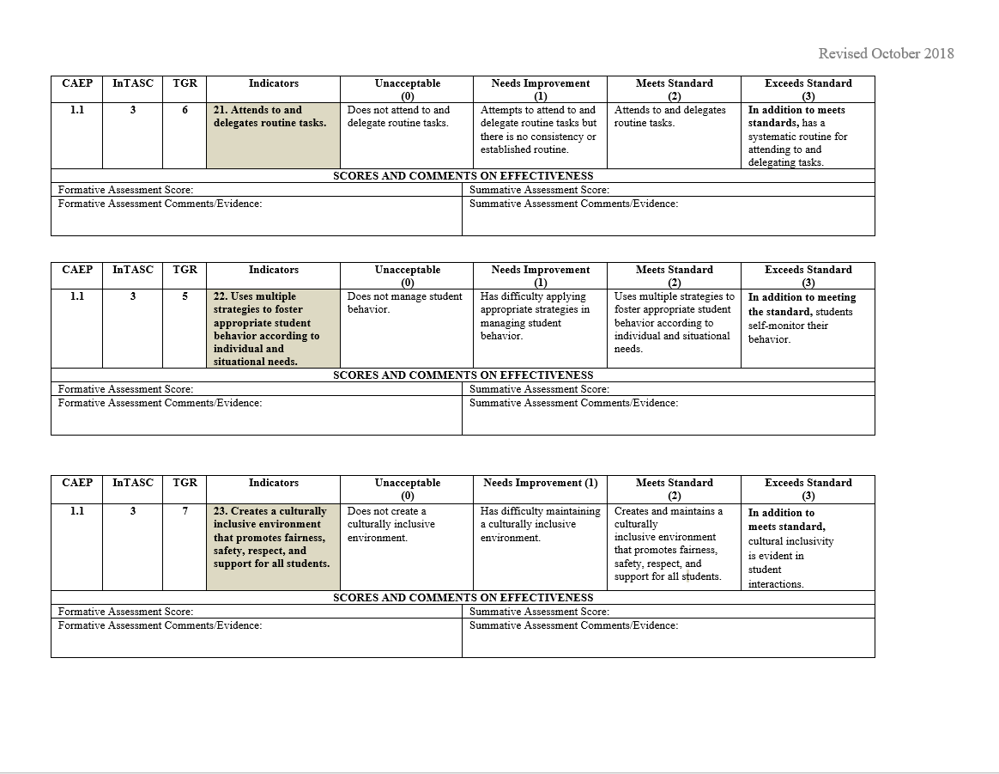 Revised October 2018
CAEP InTASC TGR Indicators Unacceptable (0) Needs Improvement (1) Meets Standard (2) Exceeds Standard (3)
1.1 3 6
21. Attends to and
delegates routine tasks.
Does not attend to and
delegate routine tasks.
Attempts to attend to and
delegate routine tasks but
there is no consistency or
established routine.
Attends to and delegates
routine tasks.
In addition to meets
standards, has a
systematic routine for
attending to and
delegating tasks.
SCORES AND COMMENTS ON EFFECTIVENESS
Formative Assessment Score: Summative Assessment Score:
Formative Assessment Comments/Evidence: Summative Assessment Comments/Evidence:
CAEP InTASC TGR Indicators Unacceptable (0) Needs Improvement (1) Meets Standard (2) Exceeds Standard (3)
1.1 3 5
22. Uses multiple
strategies to foster
appropriate student
behavior according to
individual and
situational needs.
Does not manage student
behavior.
Has difficulty applying
appropriate strategies in
managing student
behavior.
Uses multiple strategies to
foster appropriate student
behavior according to
individual and situational
needs.
In addition to meeting
the standard, students
self-monitor their
behavior.
SCORES AND COMMENTS ON EFFECTIVENESS
Formative Assessment Score: Summative Assessment Score:
Formative Assessment Comments/Evidence: Summative Assessment Comments/Evidence:
CAEP InTASC TGR Indicators Unacceptable (0) Needs Improvement (1) Meets Standard (2) Exceeds Standard (3)
1.1 3 7
23. Creates a culturally
inclusive environment
that promotes fairness,
safety, respect, and
support for all students.
Does not create a
culturally inclusive
environment.
Has difficulty maintaining
a culturally inclusive
environment.
Creates and maintains a
culturally
inclusive environment
that promotes fairness,
safety, respect, and
support for all students.
In addition to
meets standard,
cultural inclusivity
is evident in
student
interactions.
SCORES AND COMMENTS ON EFFECTIVENESS
Formative Assessment Score: Summative Assessment Score:
Formative Assessment Comments/Evidence: Summative Assessment Comments/Evidence: